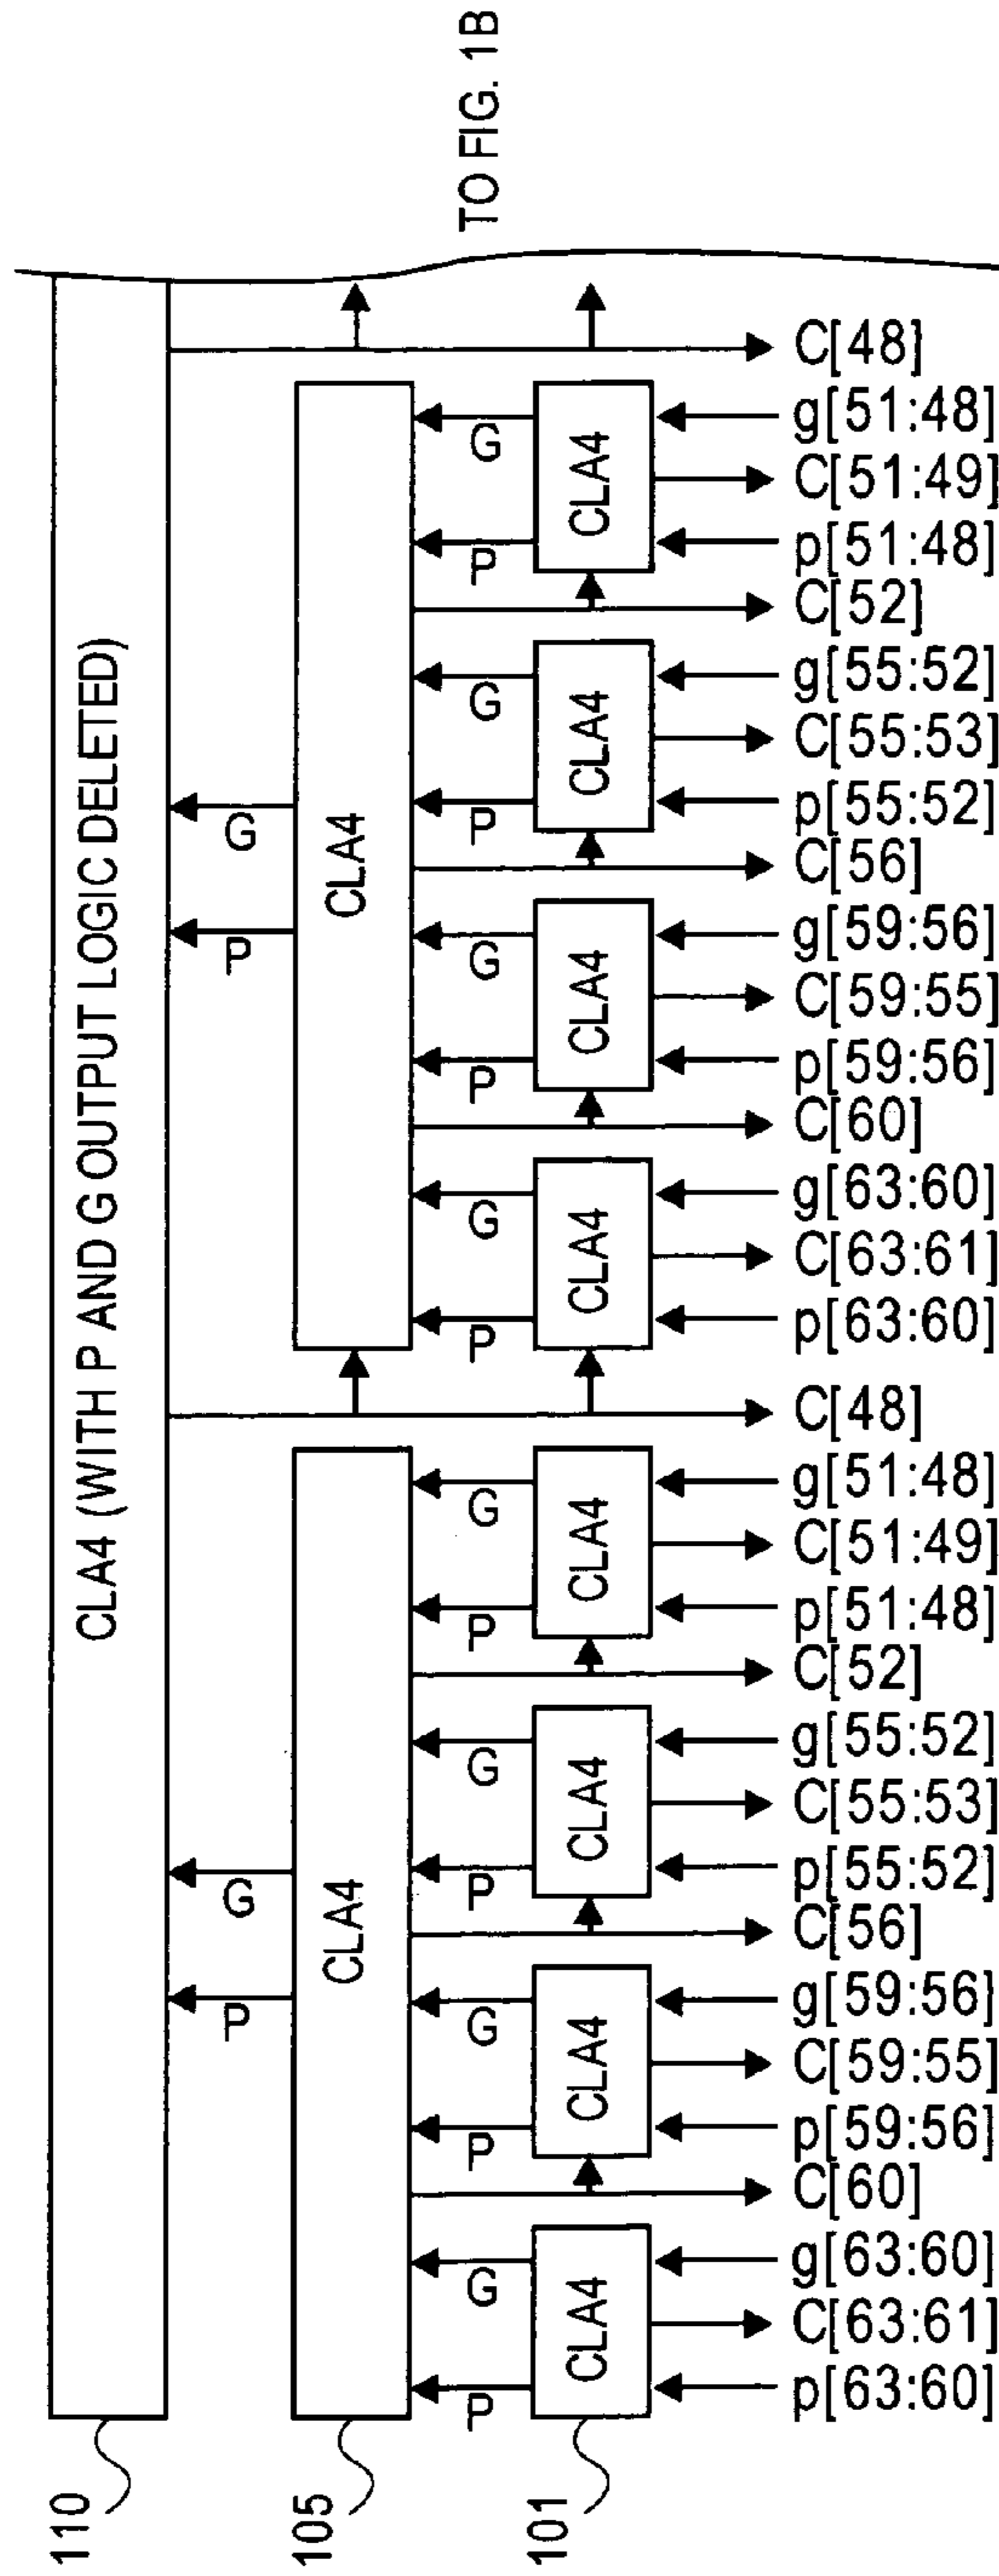 110
CLA4 (WITH P AND G OUTPUT LOGIC DELETED)
P G P G
105 CLA4 CLA4
TO FIG. 1B
P G P G P G P G P G P G P G P G
101 CLA4 CLA4 CLA4 CLA4 CLA4 CLA4 CLA4 CLA4
p[63:60]
C[63:61]
g[63:60]
C[60]
p[59:56]
C[59:55]
g[59:56]
C[56]
p[55:52]
C[55:53]
g[55:52]
C[52]
p[51:48]
C[51:49]
g[51:48]
C[48]
p[63:60]
C[63:61]
g[63:60]
C[60]
p[59:56]
C[59:55]
g[59:56]
C[56]
p[55:52]
C[55:53]
g[55:52]
C[52]
p[51:48]
C[51:49]
g[51:48]
C[48]